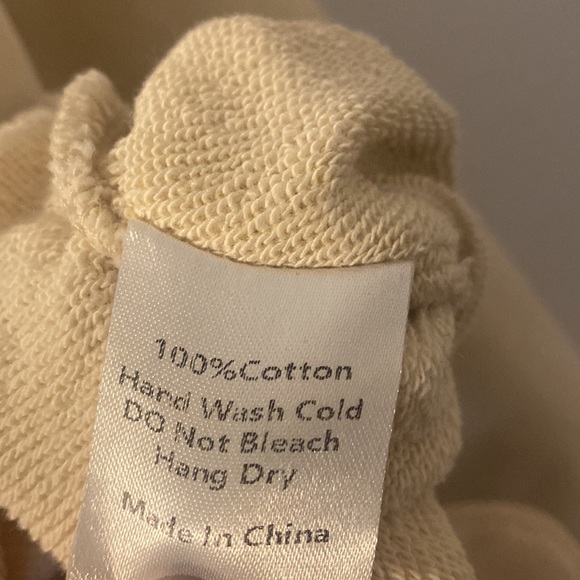 100%Cotton
Hand Wash Cold
DO Not Bleach
Hang Dry
Made In China